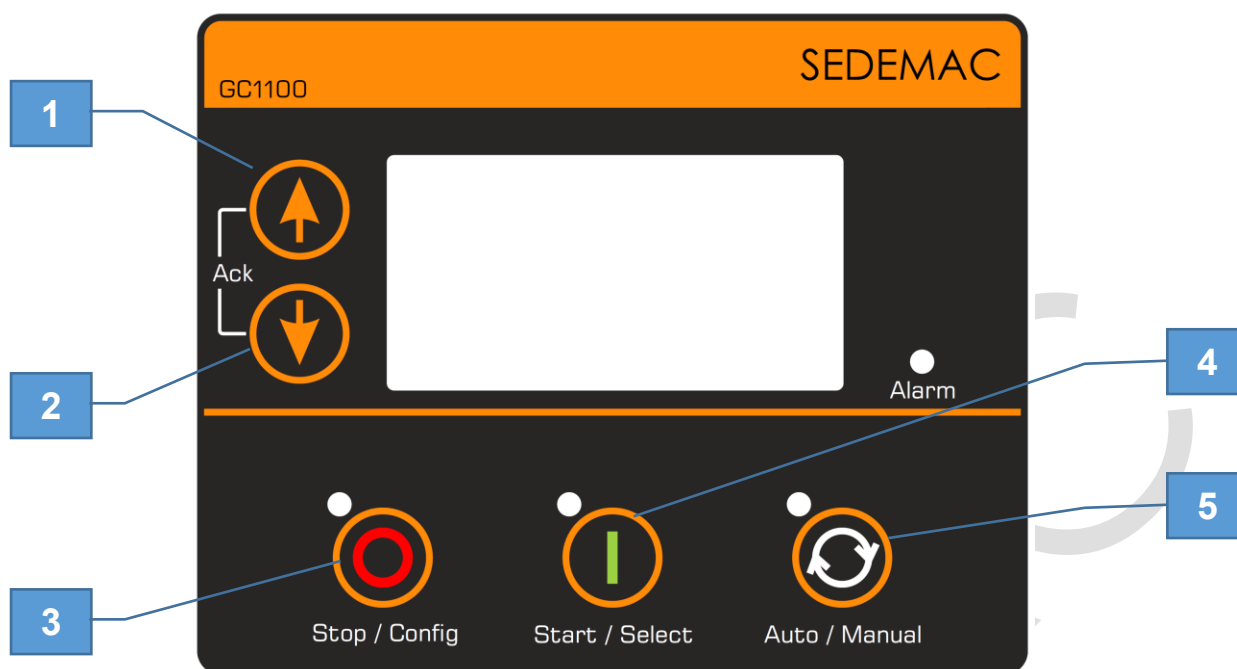 SEDEMAC
GC1100
1
Ack
2
Alarm
4
5
3
Stop / Config
Start / Select
Auto / Manual